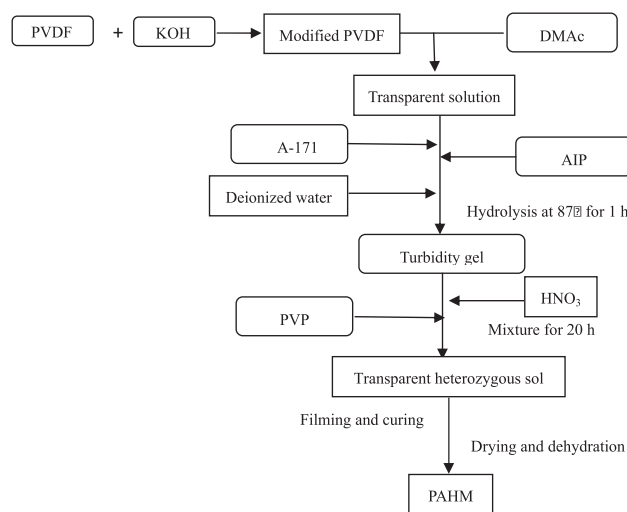 PVDF + KOH Modified PVDF DMAc
Transparent solution
A-171
AIP
Deionized water
Hydrolysis at 87⍰ for 1 h
Turbidity gel
HNO₃
PVP
Mixture for 20 h
Transparent heterozygous sol
Filming and curing
Drying and dehydration
PAHM